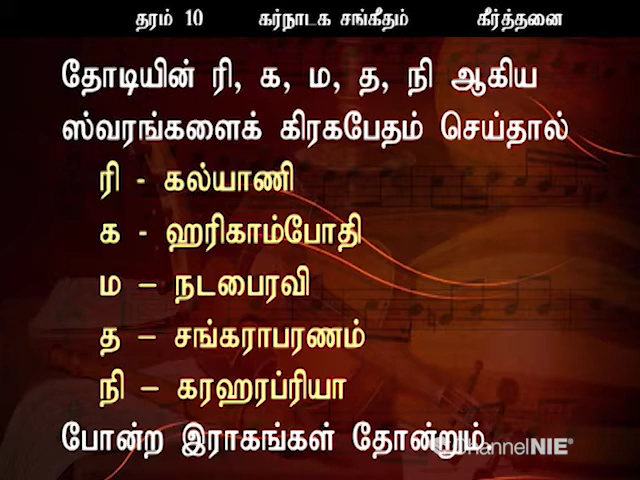 தரம் 10 கர்நாடக சங்கீதம் கீர்த்தனை
தோடியின் ரி, க, ம, த, நி ஆகிய
ஸ்வரங்களைக் கிரகபேதம் செய்தால்
ரி - கல்யாணி
க - ஹரிகாம்போதி
ம – நடபைரவி
த – சங்கராபரணம்
நி – கரஹரப்ரியா
போன்ற இராகங்கள் தோன்றும்.
ChannelNIE®